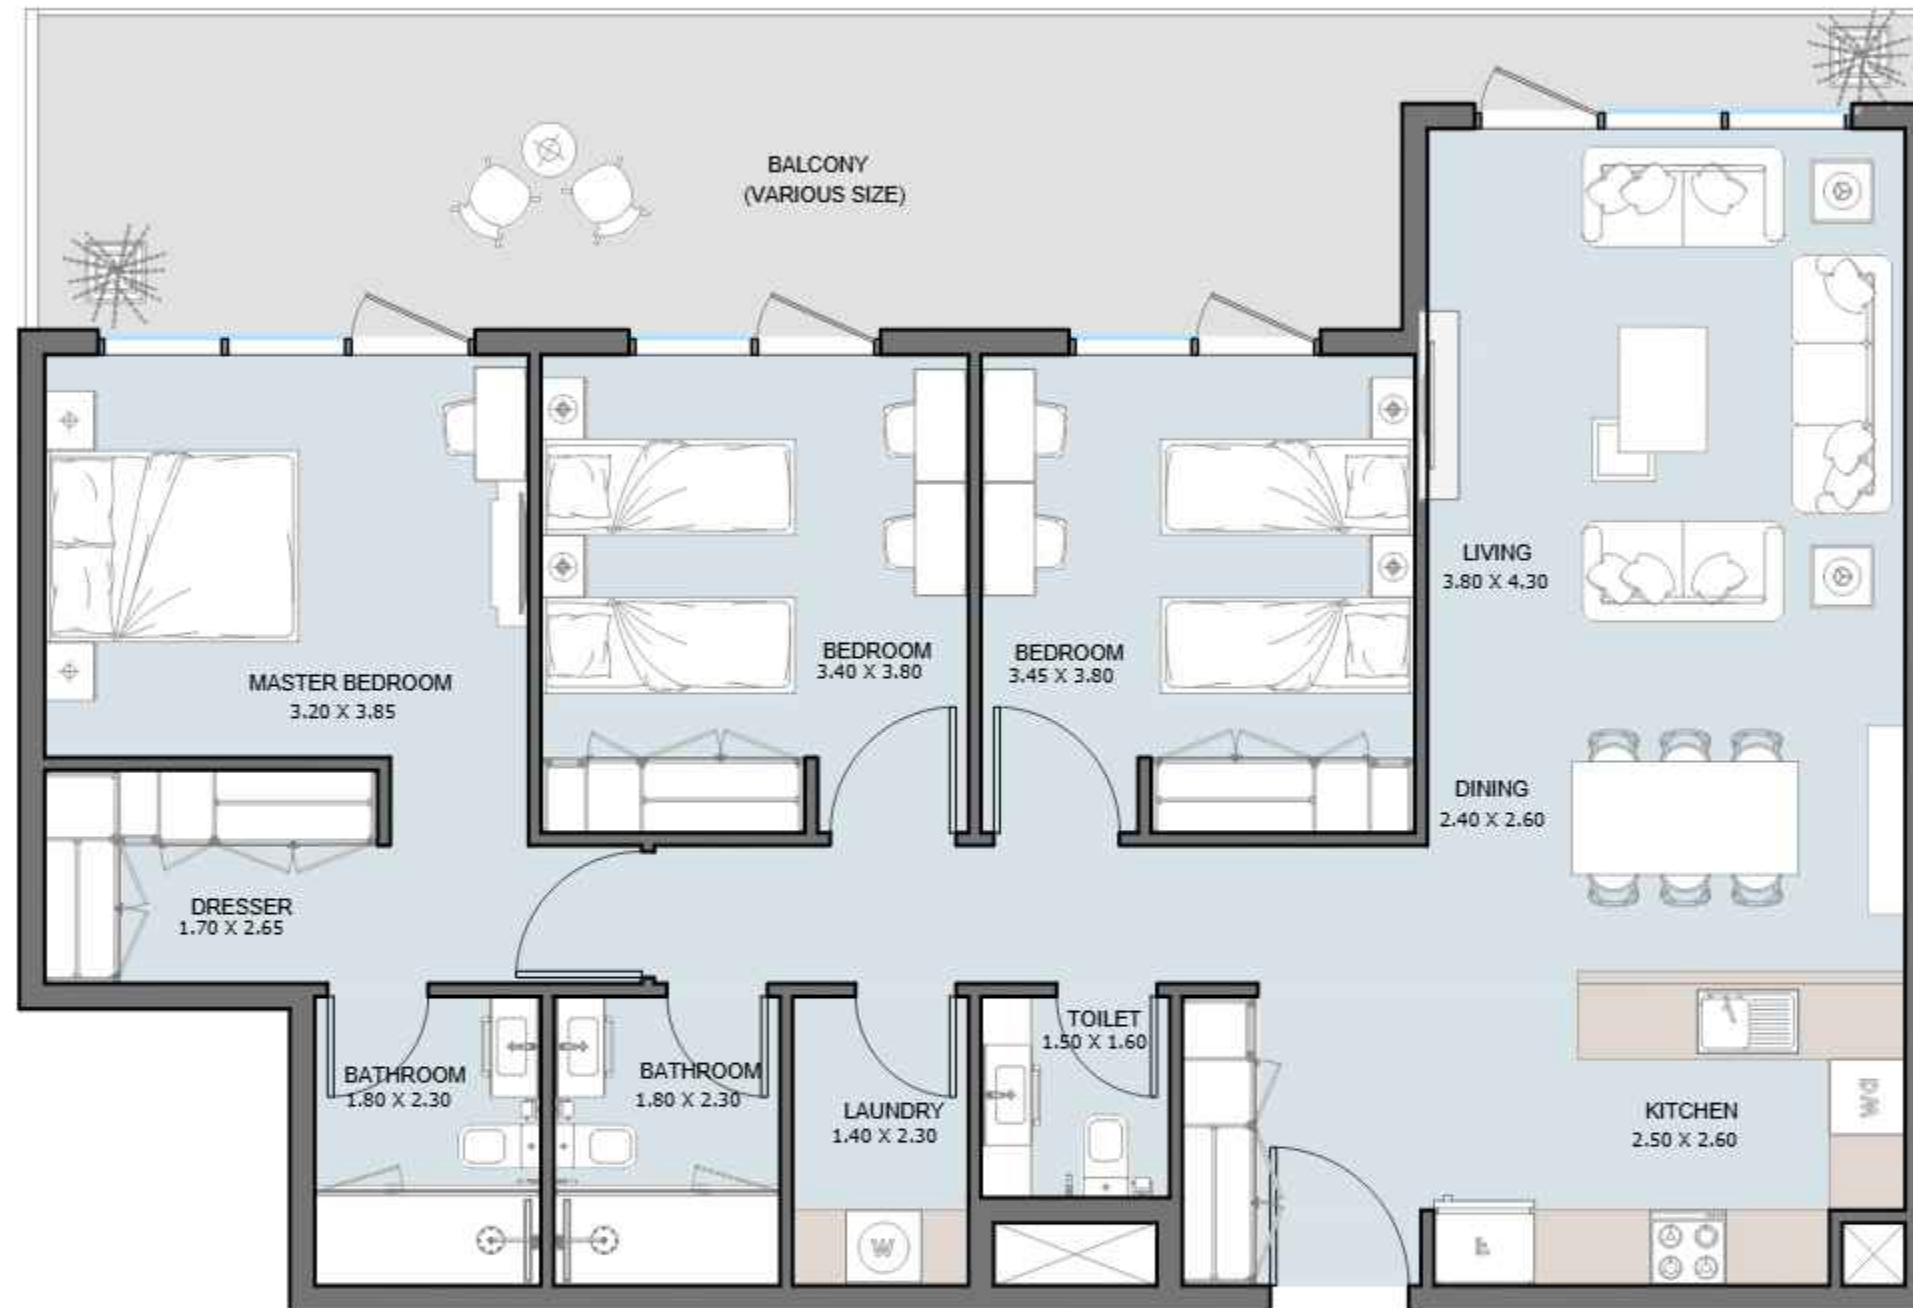 BALCONY
(VARIOUS SIZE)
LIVING
3.80 X 4.30
BEDROOM
3.40 X 3.80
BEDROOM
3.45 X 3.80
MASTER BEDROOM
3.20 X 3.85
DINING
2.40 X 2.60
DRESSER
1.70 X 2.65
TOILET
1.50 X 1.60
BATHROOM
1.80 X 2.30
BATHROOM
1.80 X 2.30
LAUNDRY
1.40 X 2.30
KITCHEN
2.50 X 2.60
DW
W
F